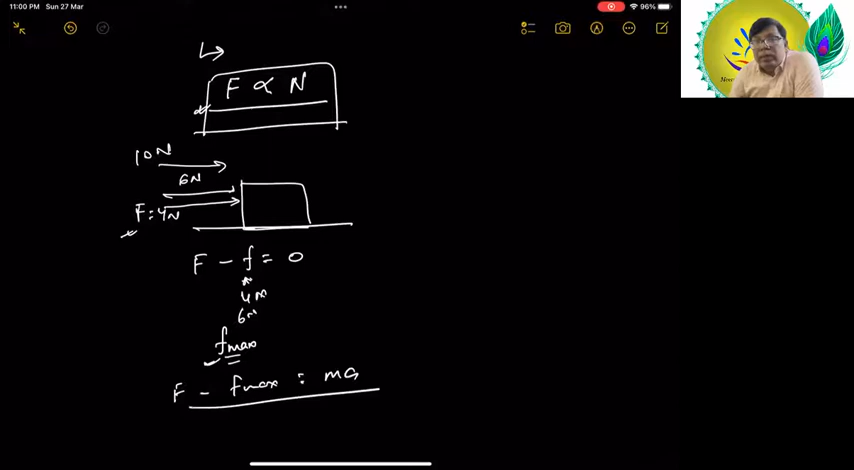 11:00 PM Sun 27 Mar
96%
F ∝ N
10N
6N
F = 4N
F - f = 0
4N
6N
fmax
F - fmax = ma